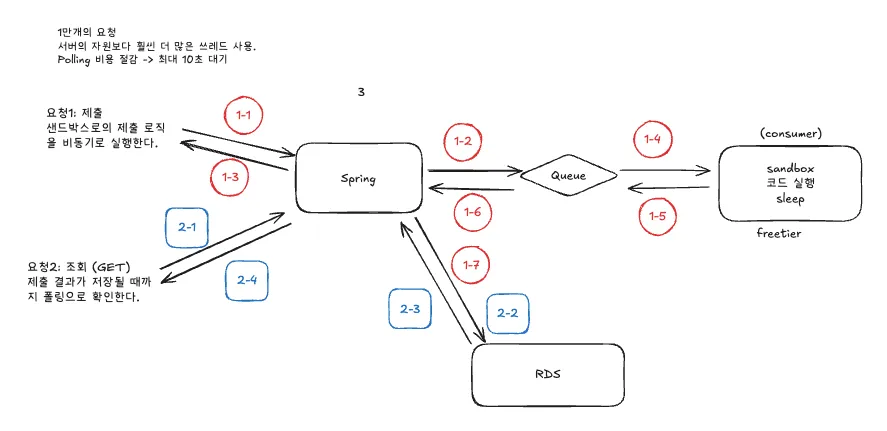 1만개의 요청
서버의 자원보다 훨씬 더 많은 쓰레드 사용.
Polling 비용 절감 -> 최대 10초 대기
3
요청1: 제출
샌드박스로의 제출 로직
을 비동기로 실행한다.
1-1
1-3
Spring
1-2
1-6
Queue
1-4
1-5
(consumer)
sandbox
코드 실행
sleep
freetier
2-1
2-4
요청2: 조회 (GET)
제출 결과가 저장될 때까
지 폴링으로 확인한다.
1-7
2-3
2-2
RDS